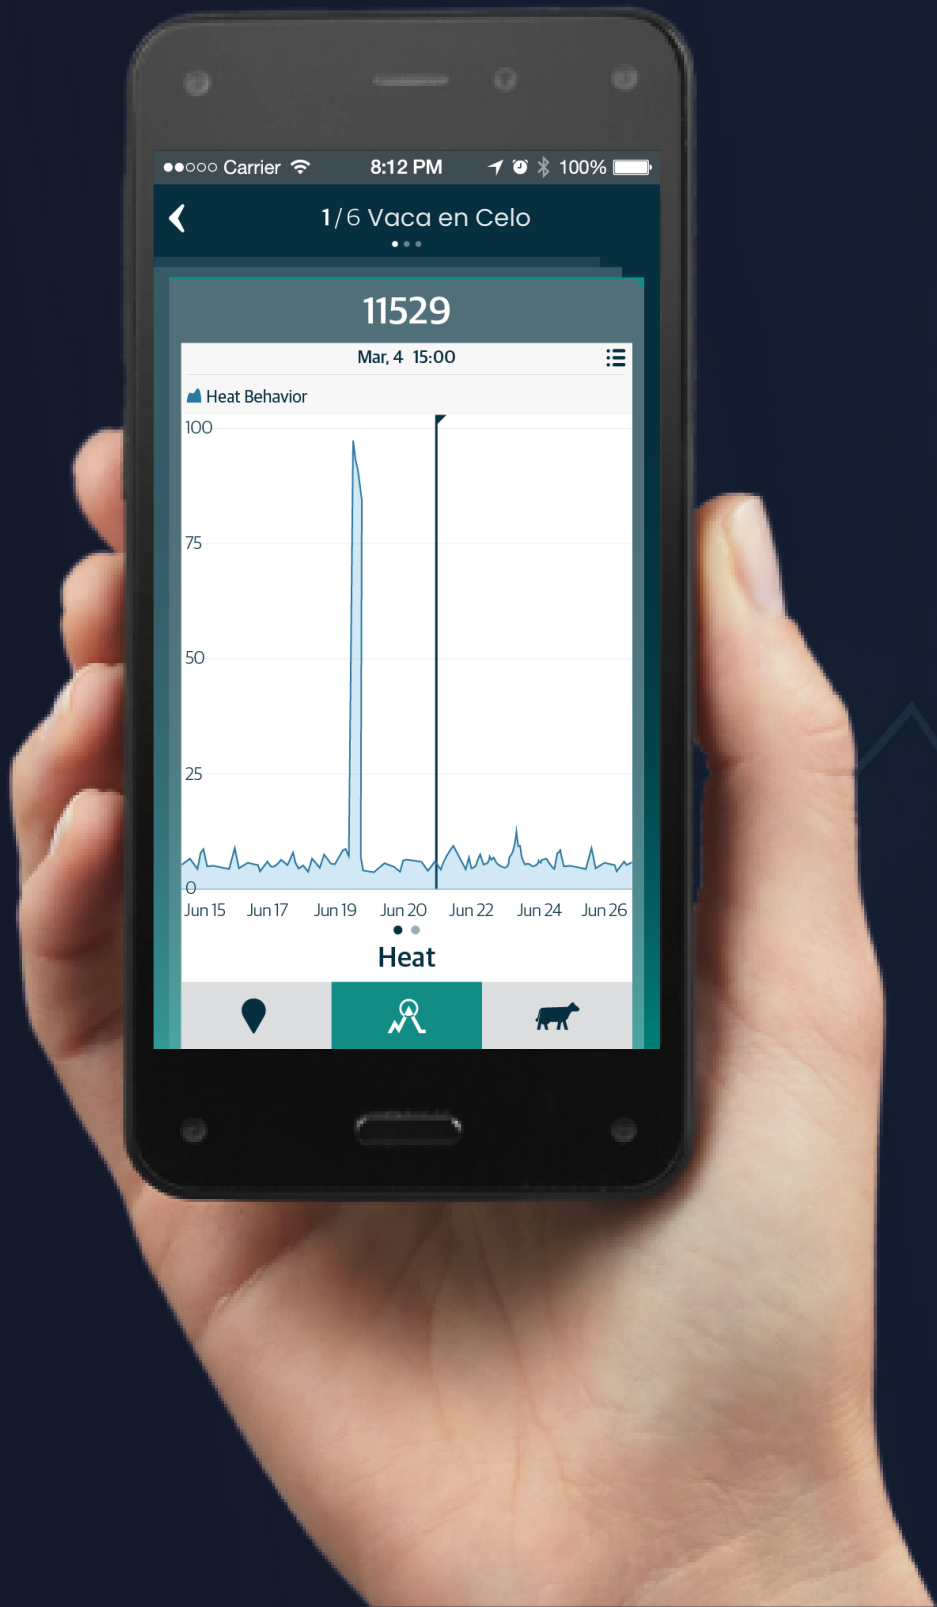 Carrier 8:12 PM 100%
1/6 Vaca en Celo
11529
Mar, 4 15:00
Heat Behavior
100
75
50
25
0
Jun 15 Jun 17 Jun 19 Jun 20 Jun 22 Jun 24 Jun 26
Heat